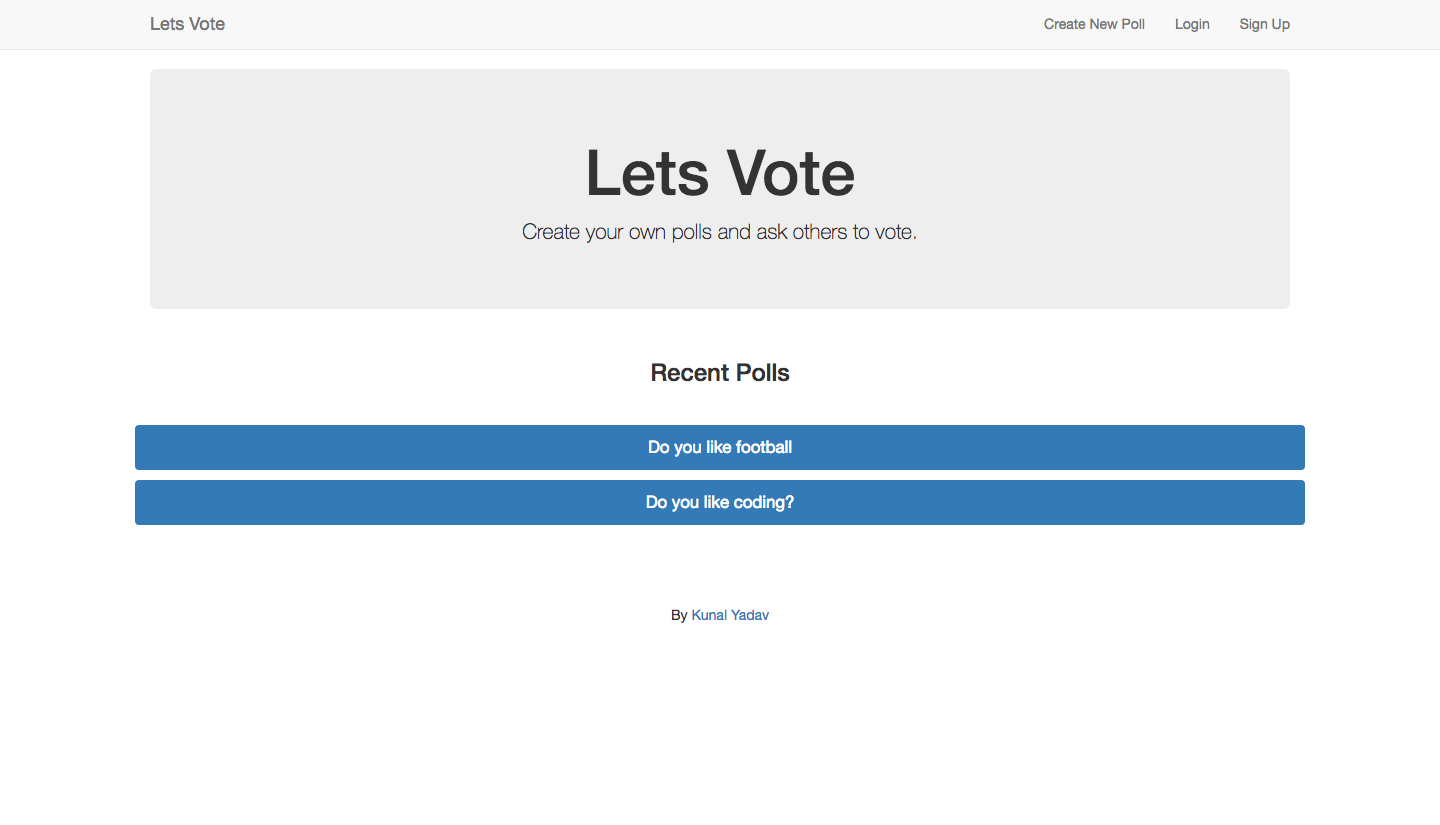 Lets Vote
Create New Poll Login Sign Up
Lets Vote
Create your own polls and ask others to vote.
Recent Polls
Do you like football
Do you like coding?
By Kunal Yadav